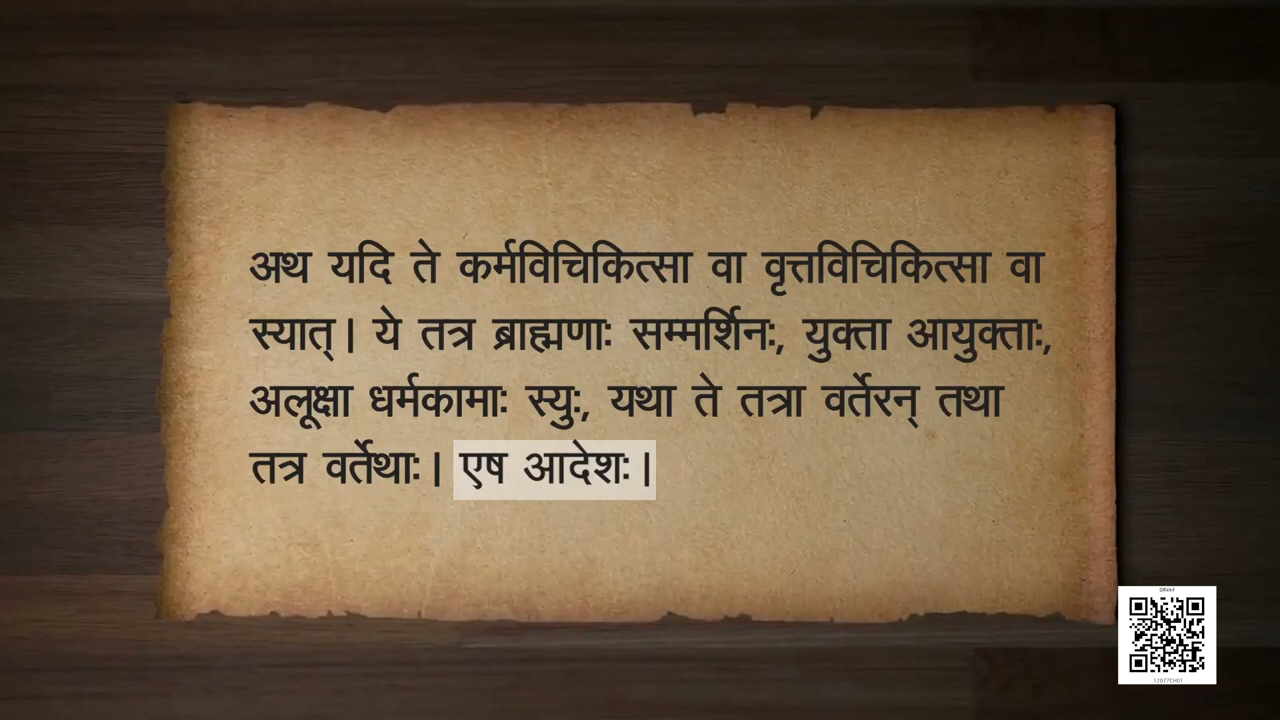 अथ यदि ते कर्मविचिकित्सा वा वृत्तविचिकित्सा वा
स्यात्। ये तत्र ब्राह्मणाः सम्मर्शिनः, युक्ता आयुक्ताः,
अलूक्षा धर्मकामाः स्युः, यथा ते तत्रा वर्तेरन् तथा
तत्र वर्तेथाः। एष आदेशः।
12077CH01